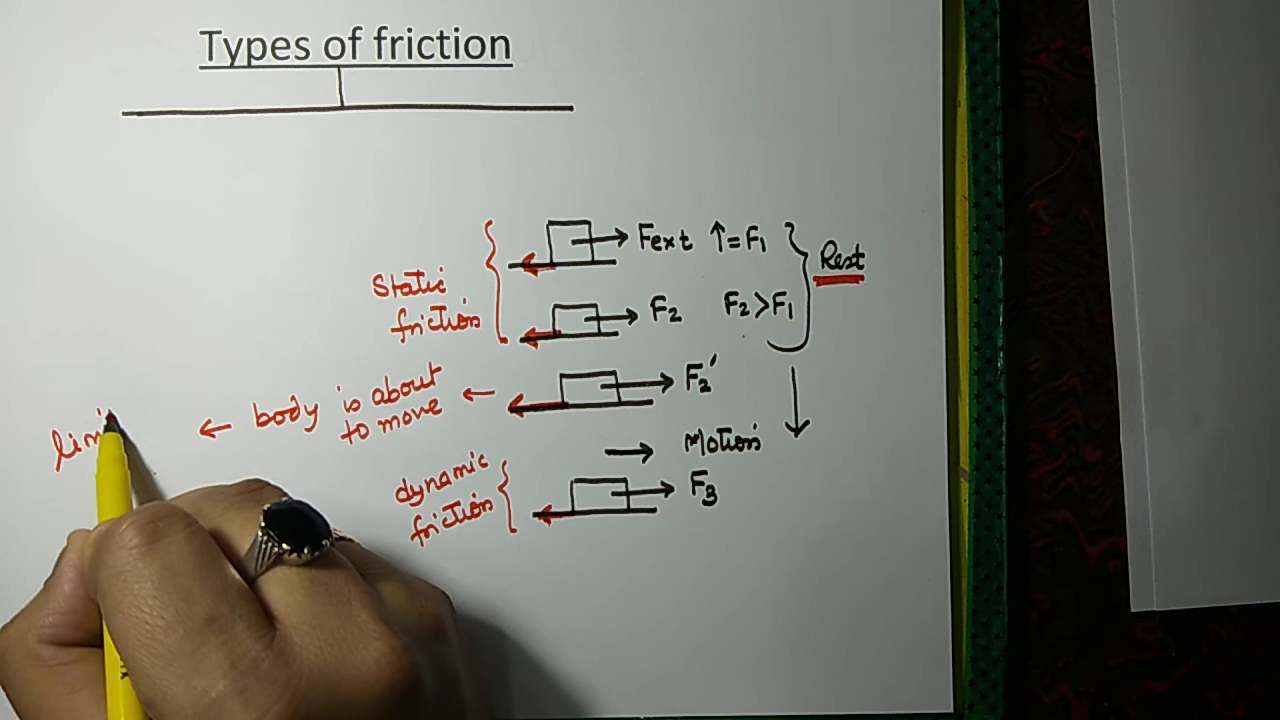 Types of friction
Fext ↑=F₁
Rest
Static
friction
F₂ F₂>F₁
F₂'
← body is about
to move ←
limi
→ Motion
dynamic
friction
F₃